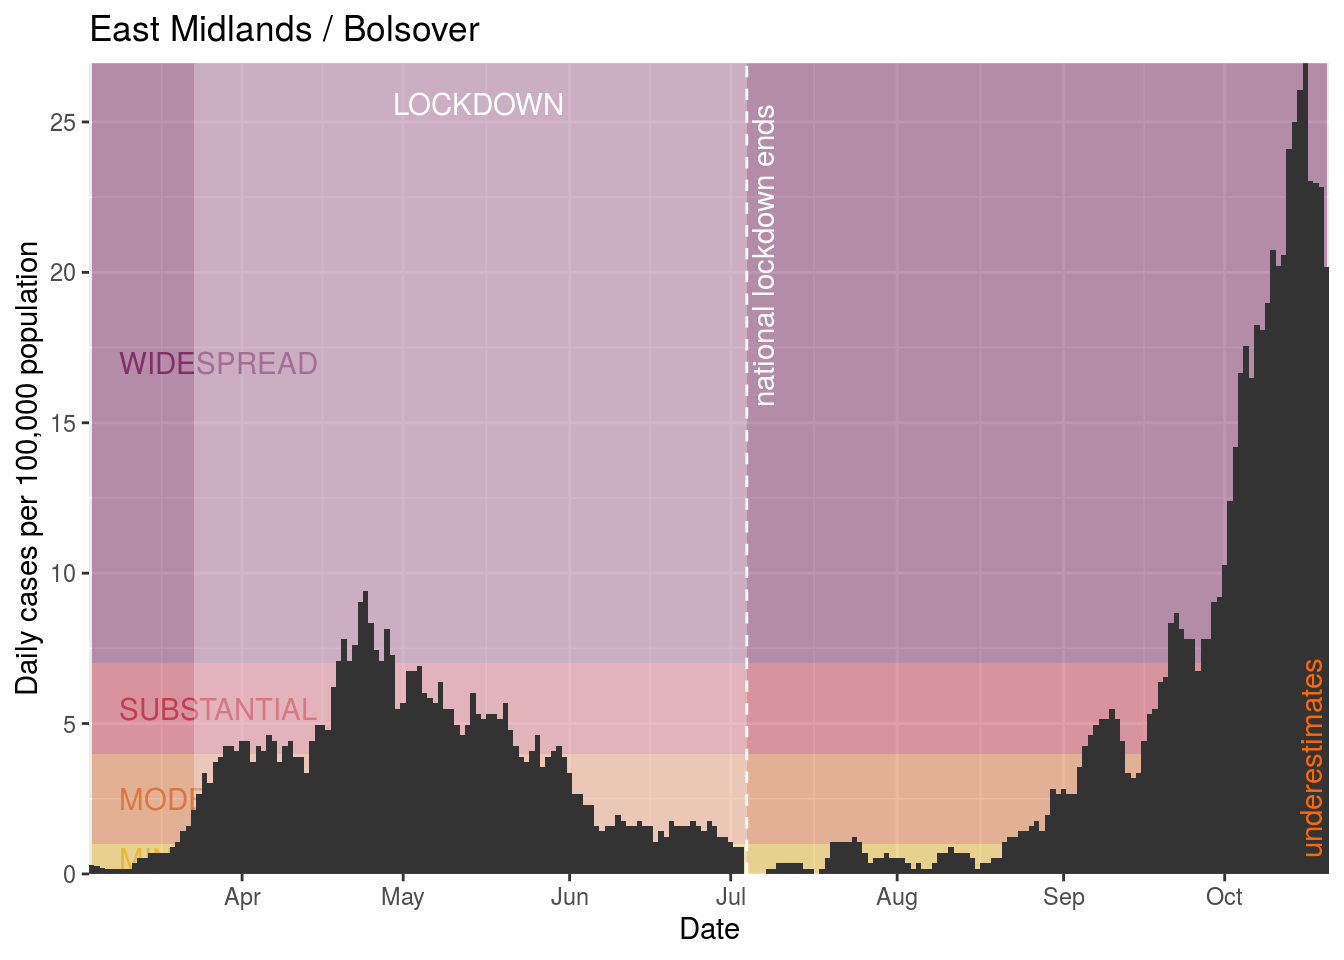 East Midlands / Bolsover
LOCKDOWN
national lockdown ends
WIDESPREAD
SUBSTANTIAL
underestimates
Daily cases per 100,000 population
25
20
15
10
5
0
Apr
May
Jun
Jul
Aug
Sep
Oct
Date